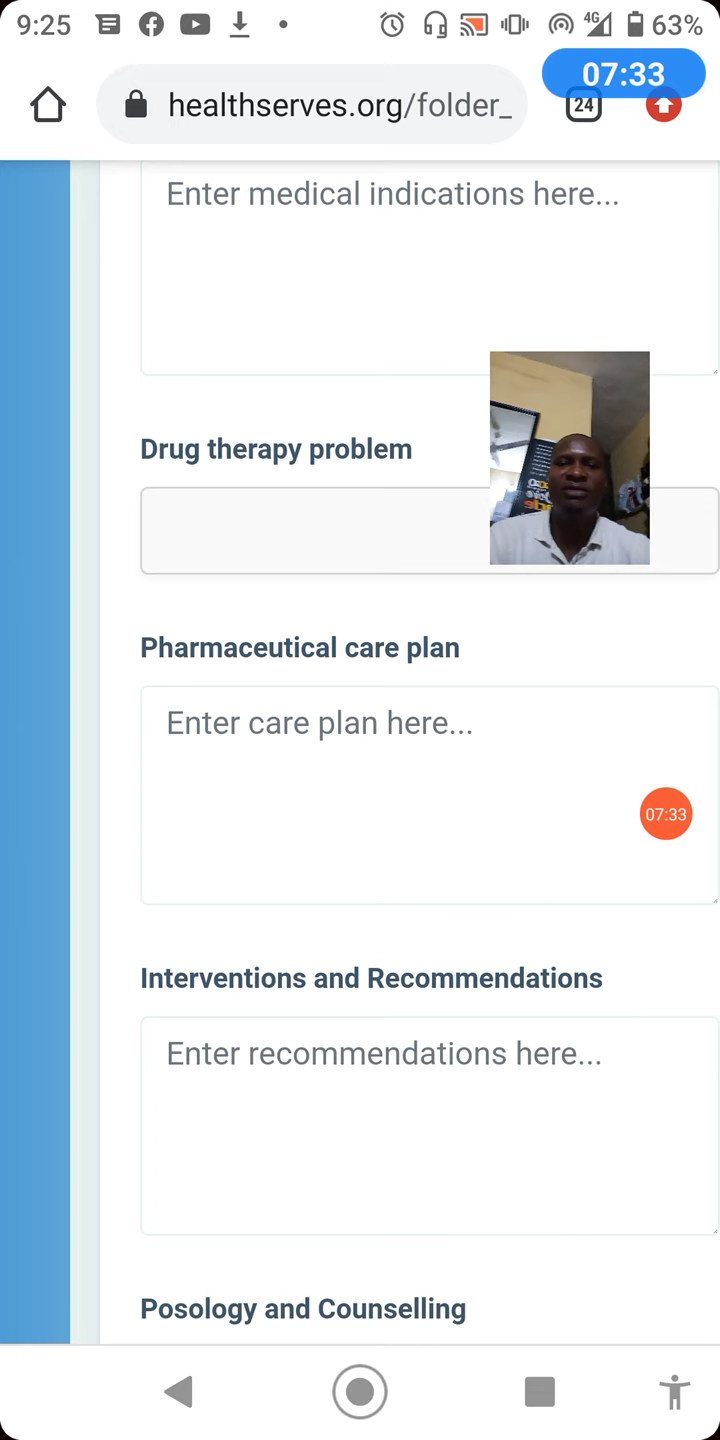 9:25
4G
63%
07:33
healthserves.org/folder_
24
Enter medical indications here...
Drug therapy problem
Pharmaceutical care plan
Enter care plan here...
07:33
Interventions and Recommendations
Enter recommendations here...
Posology and Counselling